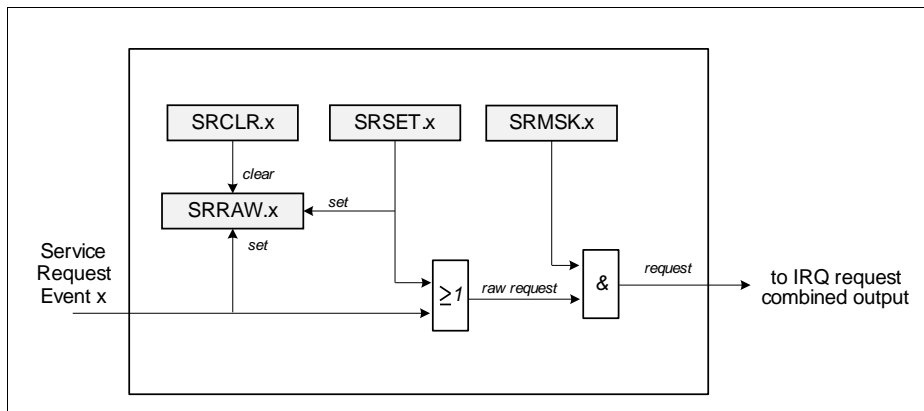 SRCLR.x
SRSET.x
SRMSK.x
clear
SRRAW.x
set
set
Service
Request
Event x
≥1
raw request
&
request
to IRQ request
combined output